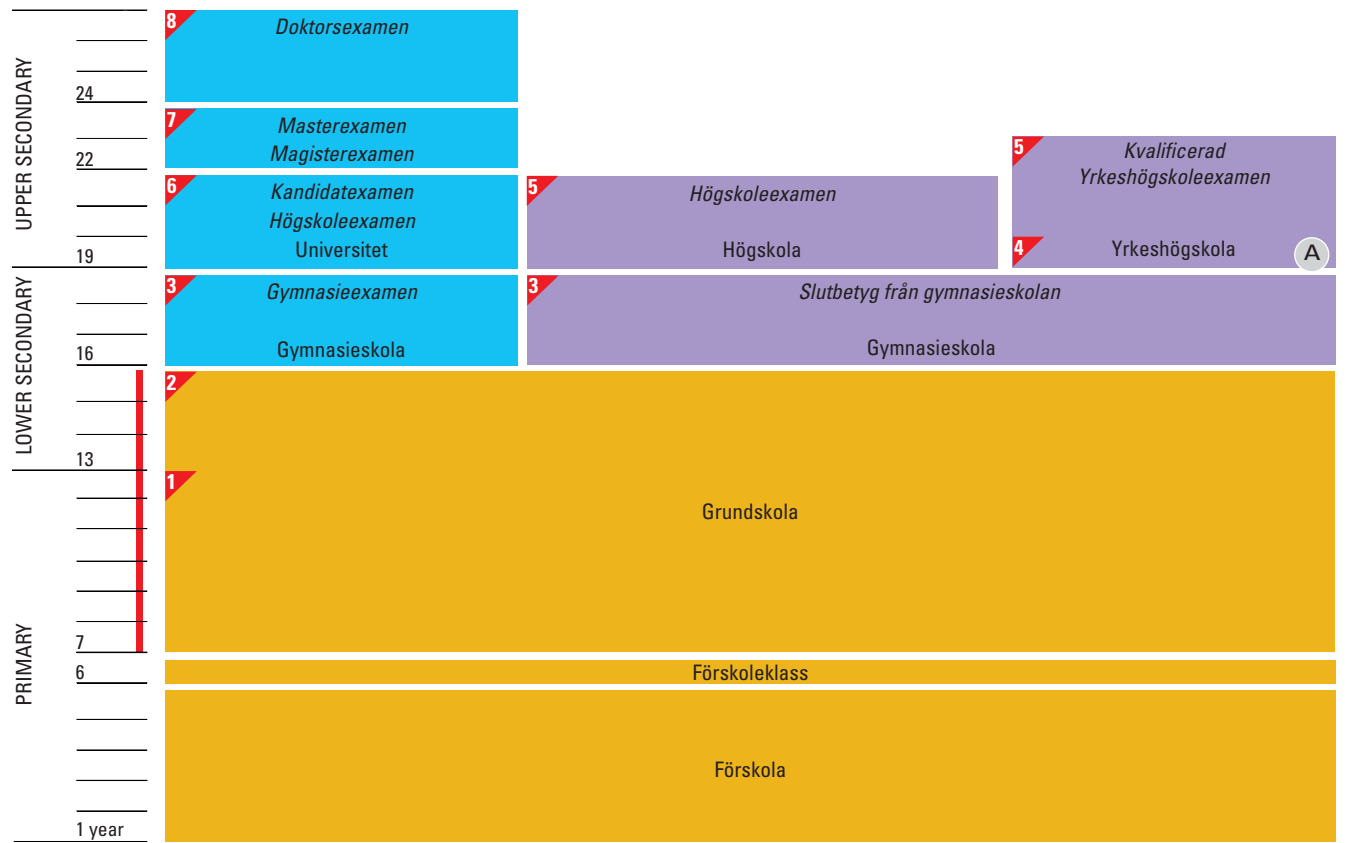 UPPER SECONDARY
LOWER SECONDARY
PRIMARY
24
22
19
16
13
7
6
1 year
8
Doktorsexamen
7
Masterexamen
Magisterexamen
6
Kandidatexamen
Högskoleexamen
Universitet
5
Högskoleexamen
Högskola
5
Kvalificerad
Yrkeshögskoleexamen
4
Yrkeshögskola
A
3
Gymnasieexamen
Gymnasieskola
3
Slutbetyg från gymnasieskolan
Gymnasieskola
2
1
Grundskola
Förskoleklass
Förskola